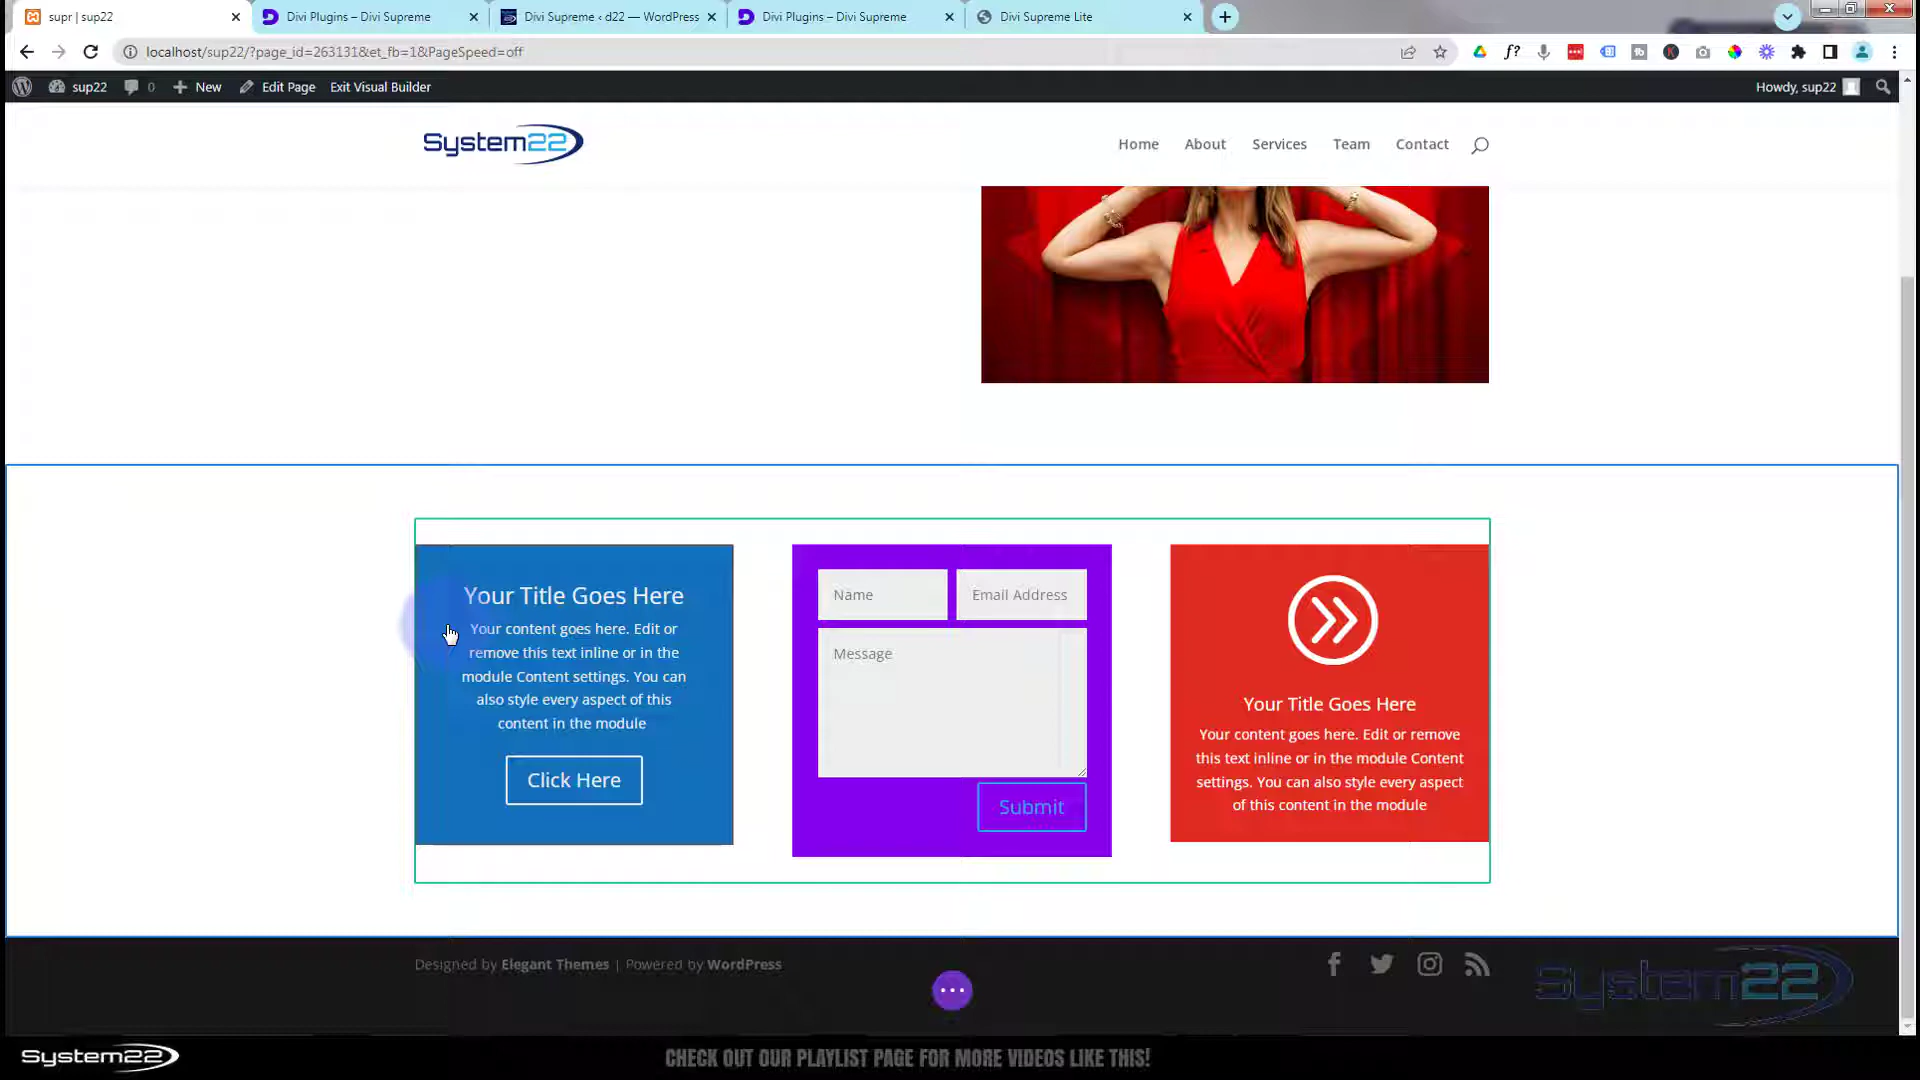 supr | sup22
Divi Plugins – Divi Supreme
Divi Supreme ‹ d22 — WordPress
Divi Plugins – Divi Supreme
Divi Supreme Lite
localhost/sup22/?page_id=263131&et_fb=1&PageSpeed=off
f?
sup22
0
New
Edit Page
Exit Visual Builder
Howdy, sup22
System22
Home
About
Services
Team
Contact
Your Title Goes Here
Your content goes here. Edit or
remove this text inline or in the
module Content settings. You can
also style every aspect of this
content in the module
Click Here
Name
Email Address
Message
Submit
Your Title Goes Here
Your content goes here. Edit or remove
this text inline or in the module Content
settings. You can also style every aspect
of this content in the module
Designed by Elegant Themes | Powered by WordPress
System22
System22
CHECK OUT OUR PLAYLIST PAGE FOR MORE VIDEOS LIKE THIS!